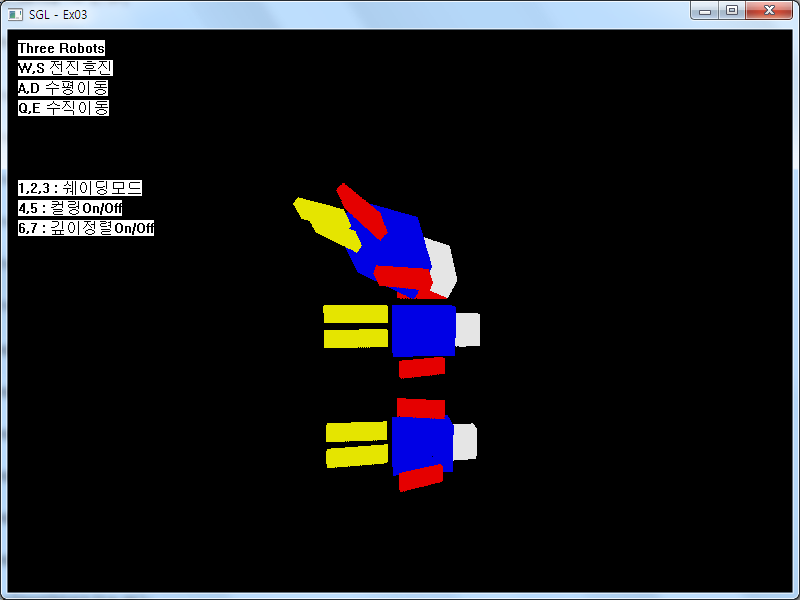 SGL - Ex03
Three Robots
W,S 전진후진
A,D 수평이동
Q,E 수직이동
1,2,3 : 쉐이딩모드
4,5 : 컬링On/Off
6,7 : 깊이정렬On/Off